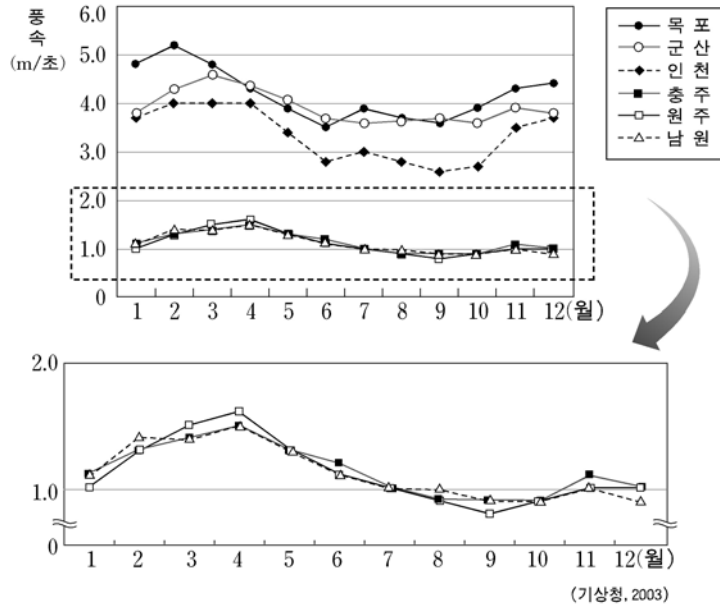 풍속
(m/초)
6.0
5.0
4.0
3.0
2.0
1.0
0
1 2 3 4 5 6 7 8 9 10 11 12(월)
목 포
군 산
인 천
충 주
원 주
남 원
2.0
1.0
0
1 2 3 4 5 6 7 8 9 10 11 12(월)
(기상청, 2003)